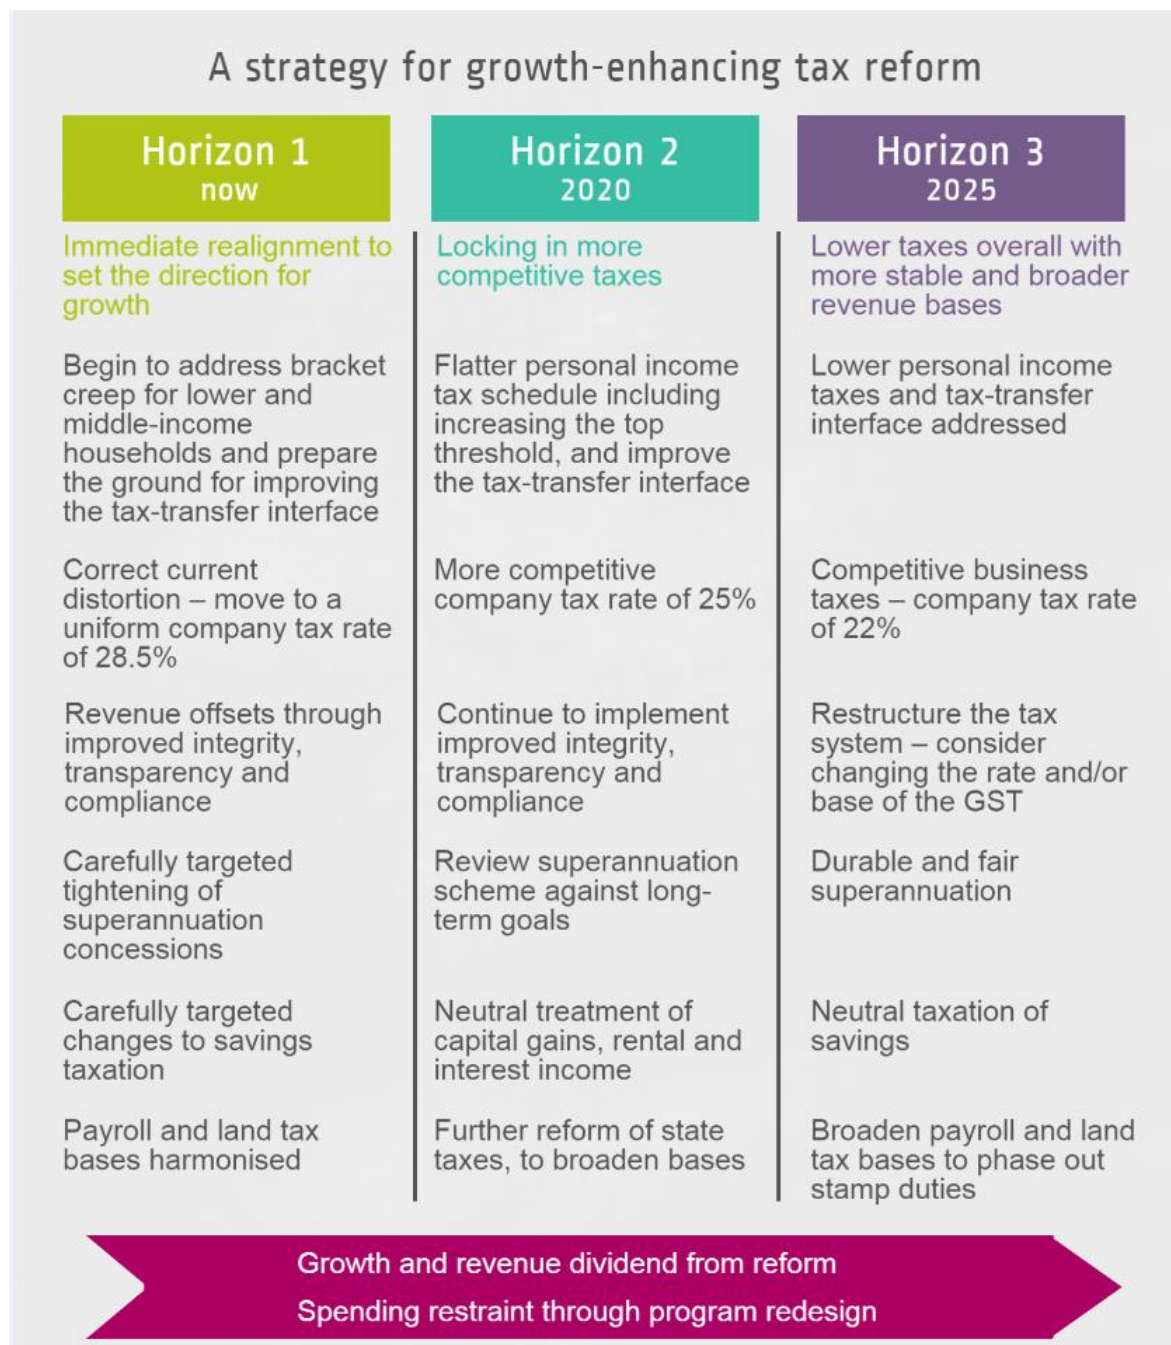 A strategy for growth-enhancing tax reform
Horizon 1
now
Immediate realignment to
set the direction for
growth
Begin to address bracket
creep for lower and
middle-income
households and prepare
the ground for improving
the tax-transfer interface
Correct current
distortion – move to a
uniform company tax rate
of 28.5%
Revenue offsets through
improved integrity,
transparency and
compliance
Carefully targeted
tightening of
superannuation
concessions
Carefully targeted
changes to savings
taxation
Payroll and land tax
bases harmonised
Horizon 2
2020
Locking in more
competitive taxes
Flatter personal income
tax schedule including
increasing the top
threshold, and improve
the tax-transfer interface
More competitive
company tax rate of 25%
Continue to implement
improved integrity,
transparency and
compliance
Review superannuation
scheme against long-
term goals
Neutral treatment of
capital gains, rental and
interest income
Further reform of state
taxes, to broaden bases
Horizon 3
2025
Lower taxes overall with
more stable and broader
revenue bases
Lower personal income
taxes and tax-transfer
interface addressed
Competitive business
taxes – company tax rate
of 22%
Restructure the tax
system – consider
changing the rate and/or
base of the GST
Durable and fair
superannuation
Neutral taxation of
savings
Broaden payroll and land
tax bases to phase out
stamp duties
Growth and revenue dividend from reform
Spending restraint through program redesign